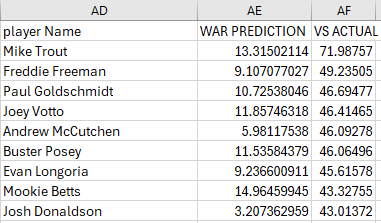 AD AE AF
player Name WAR PREDICTION VS ACTUAL
Mike Trout 13.31502114 71.98757
Freddie Freeman 9.107077027 49.23505
Paul Goldschmidt 10.72538046 46.69477
Joey Votto 11.85746318 46.41465
Andrew McCutchen 5.98117538 46.09278
Buster Posey 11.53584379 46.06496
Evan Longoria 9.236600911 45.61578
Mookie Betts 14.96459945 43.32755
Josh Donaldson 3.207362959 43.01372